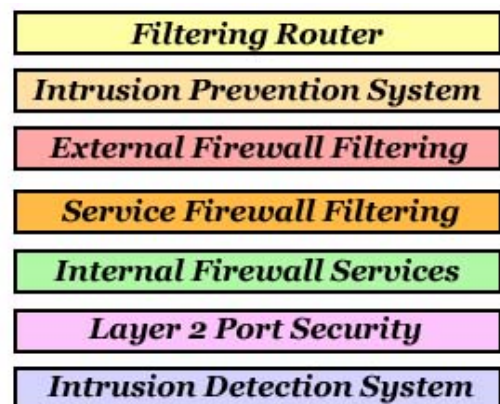 Filtering Router
Intrusion Prevention System
External Firewall Filtering
Service Firewall Filtering
Internal Firewall Services
Layer 2 Port Security
Intrusion Detection System